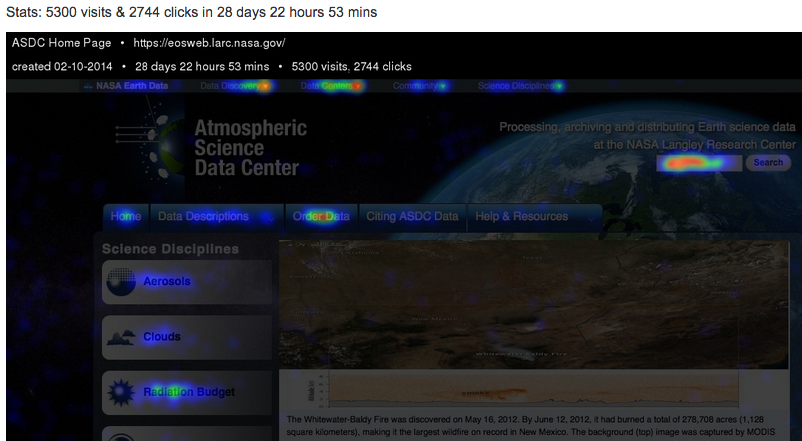 Stats: 5300 visits & 2744 clicks in 28 days 22 hours 53 mins
ASDC Home Page • https://eosweb.larc.nasa.gov/
created 02-10-2014 • 28 days 22 hours 53 mins • 5300 visits, 2744 clicks
NASA Earth Data Data Discovery Data Centers Community Science Disciplines
Atmospheric
Science
Data Center
Processing, archiving and distributing Earth science data
at the NASA Langley Research Center
Search
Home Data Descriptions Order Data Citing ASDC Data Help & Resources
Science Disciplines
Aerosols
Clouds
Radiation Budget
Whitewater Baldy Fire
The Whitewater-Baldy Fire was discovered on May 16, 2012. By June 12, 2012, it had burned a total of 278,708 acres (1,128
square kilometers), making it the largest wildfire on record in New Mexico. The background (top) image was captured by MODIS